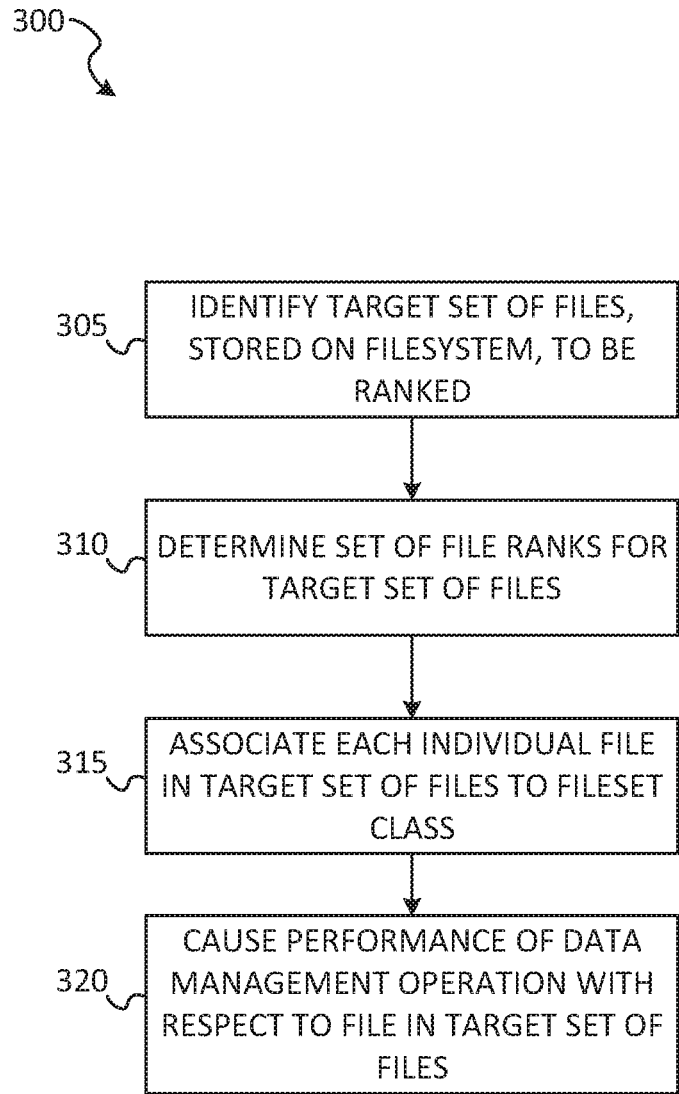 300
305
IDENTIFY TARGET SET OF FILES,
STORED ON FILESYSTEM, TO BE
RANKED
310
DETERMINE SET OF FILE RANKS FOR
TARGET SET OF FILES
315
ASSOCIATE EACH INDIVIDUAL FILE
IN TARGET SET OF FILES TO FILESET
CLASS
320
CAUSE PERFORMANCE OF DATA
MANAGEMENT OPERATION WITH
RESPECT TO FILE IN TARGET SET OF
FILES